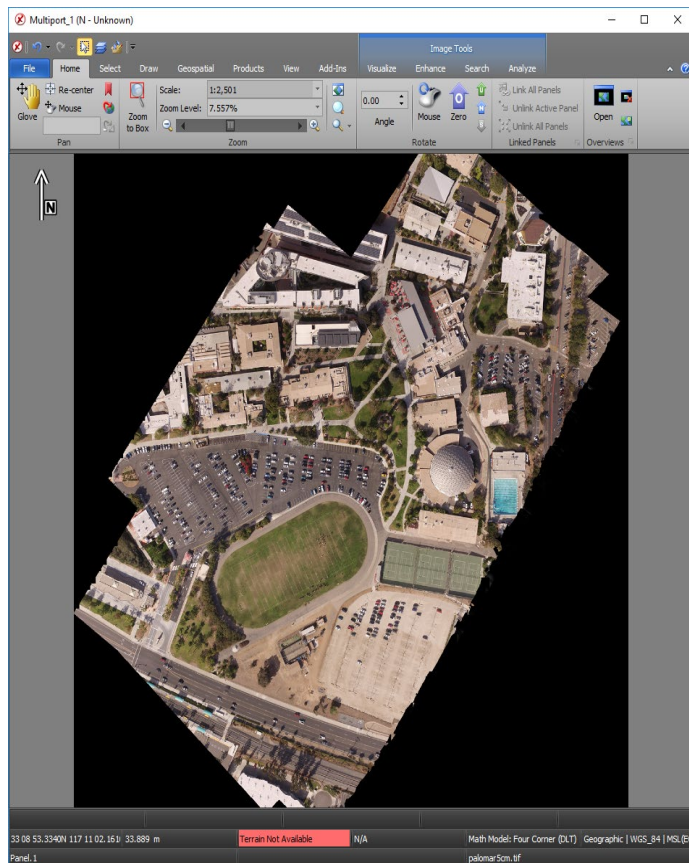 Multiport_1 (N - Unknown)
Image Tools
File Home Select Draw Geospatial Products View Add-Ins Visualize Enhance Search Analyze
Glove
Re-center
Mouse
Pan
Zoom to Box
Scale: 1:2,501
Zoom Level: 7.557%
Zoom
0.00
Angle
Mouse
Zero
Rotate
Link All Panels
Unlink Active Panel
Unlink All Panels
Linked Panels
Open
Overviews
N
33 08 53.3340N 117 11 02.161 33.889 m Terrain Not Available N/A Math Model: Four Corner (DLT) Geographic | WGS_84 | MSL
Panel. 1 palomar5cm.tif